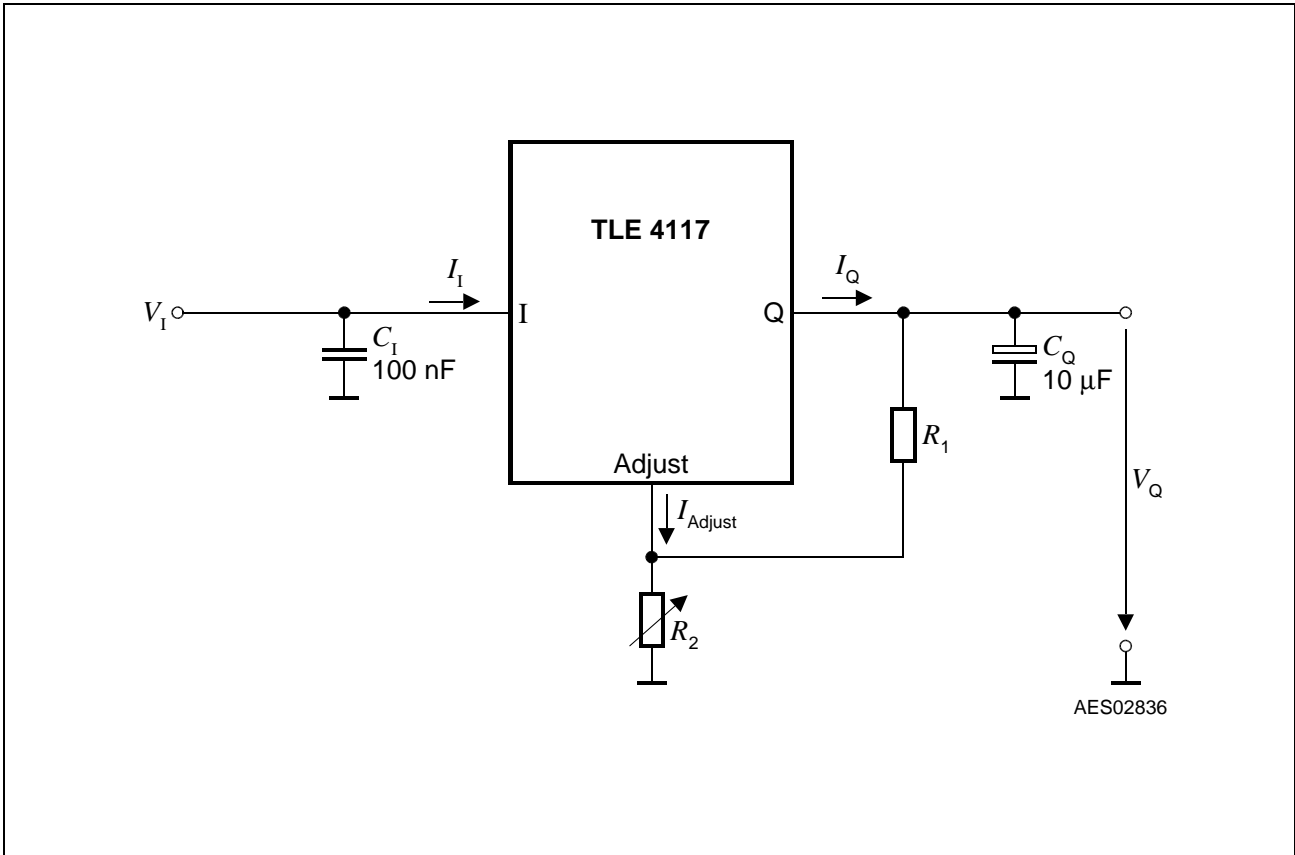 TLE 4117
I_I
I_Q
V_I
I
Q
C_I
100 nF
C_Q
10 μF
R_1
Adjust
V_Q
I_Adjust
R_2
AES02836